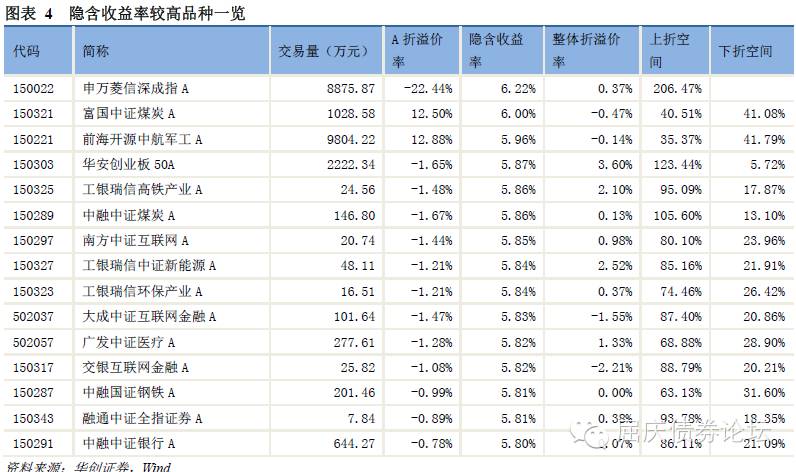 图表 4 隐含收益率较高品种一览
代码 简称 交易量（万元） A 折溢价率 隐含收益率 整体折溢价率 上折空间 下折空间
150022 申万菱信深成指 A 8875.87 -22.44% 6.22% 0.37% 206.47%
150321 富国中证煤炭 A 1028.58 12.50% 6.00% -0.47% 40.51% 41.08%
150221 前海开源中航军工 A 9804.22 12.88% 5.96% -0.14% 35.37% 41.79%
150303 华安创业板 50A 2222.34 -1.65% 5.87% 3.60% 123.44% 5.72%
150325 工银瑞信高铁产业 A 24.56 -1.48% 5.86% 2.10% 95.09% 17.87%
150289 中融中证煤炭 A 146.80 -1.67% 5.86% 0.13% 105.60% 13.10%
150297 南方中证互联网 A 20.74 -1.44% 5.85% 0.98% 80.10% 23.96%
150327 工银瑞信中证新能源 A 48.11 -1.21% 5.84% 2.52% 85.16% 21.91%
150323 工银瑞信环保产业 A 16.51 -1.21% 5.84% 0.37% 74.46% 26.42%
502037 大成中证互联网金融 A 101.64 -1.47% 5.83% -1.55% 87.40% 20.86%
502057 广发中证医疗 A 277.61 -1.28% 5.82% 1.33% 68.88% 28.90%
150317 交银互联网金融 A 25.82 -1.08% 5.82% -2.21% 88.79% 20.21%
150287 中融国证钢铁 A 201.46 -0.99% 5.81% 0.00% 63.13% 31.60%
150343 融通中证全指证券 A 7.84 -0.89% 5.81% 0.38% 93.78% 18.35%
150291 中融中证银行 A 644.27 -0.78% 5.80% 86.11% 21.09%
屈庆债券论坛
资料来源：华创证券，Wind